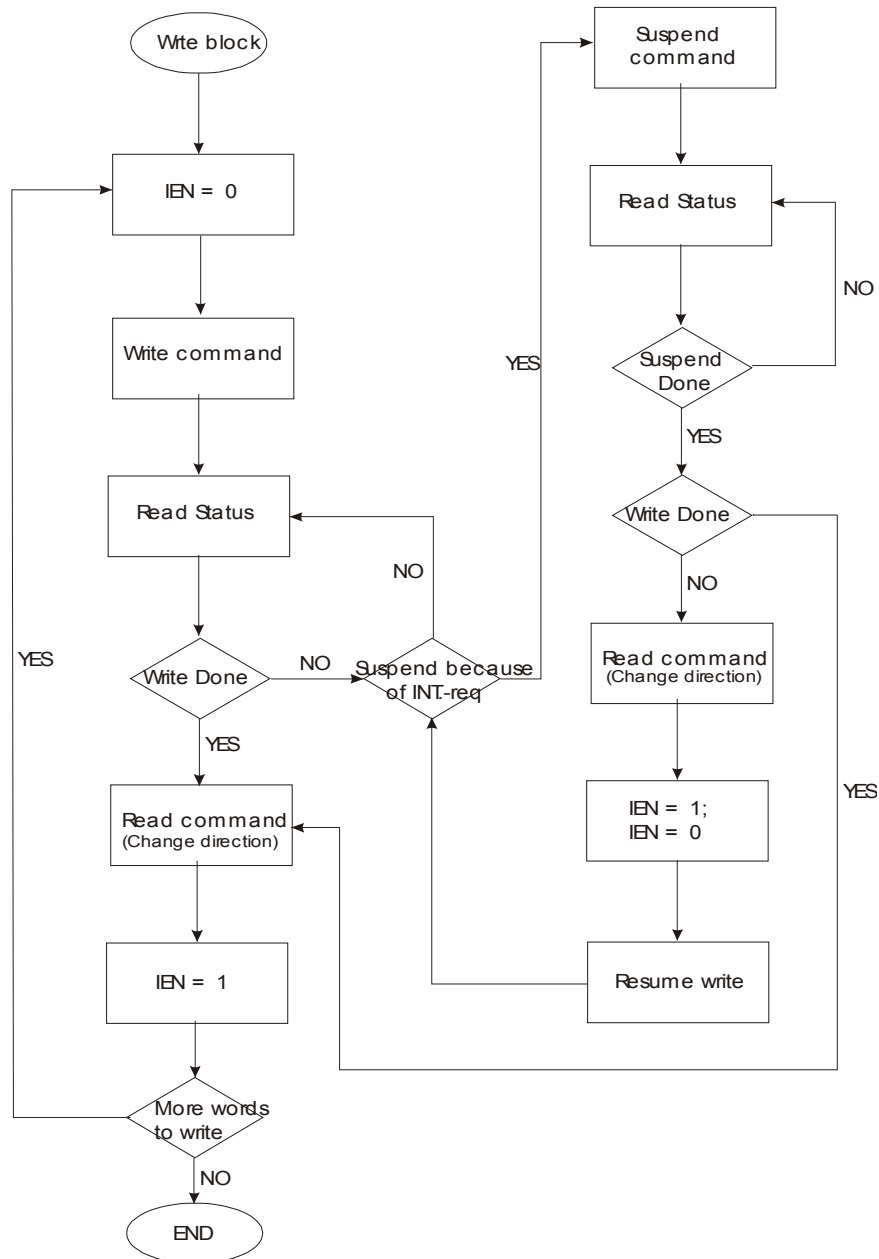 Write block
IEN = 0
Write command
Read Status
Write Done
NO
YES
Read command
(Change direction)
IEN = 1
More words
to write
YES
NO
END
NO
Suspend because
of INT.-req
YES
Suspend
command
Read Status
NO
Suspend
Done
YES
Write Done
NO
YES
Read command
(Change direction)
IEN = 1;
IEN = 0
Resume write